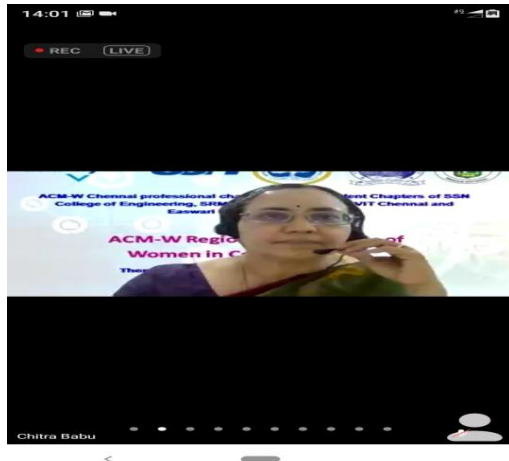 14:01
REC LIVE
ACM-W Chennai professional cha ent Chapters of SSN
College of Engineering, SRM VIT Chennai and
Easwari
ACM-W Regio of
Women in C
Chitra Babu